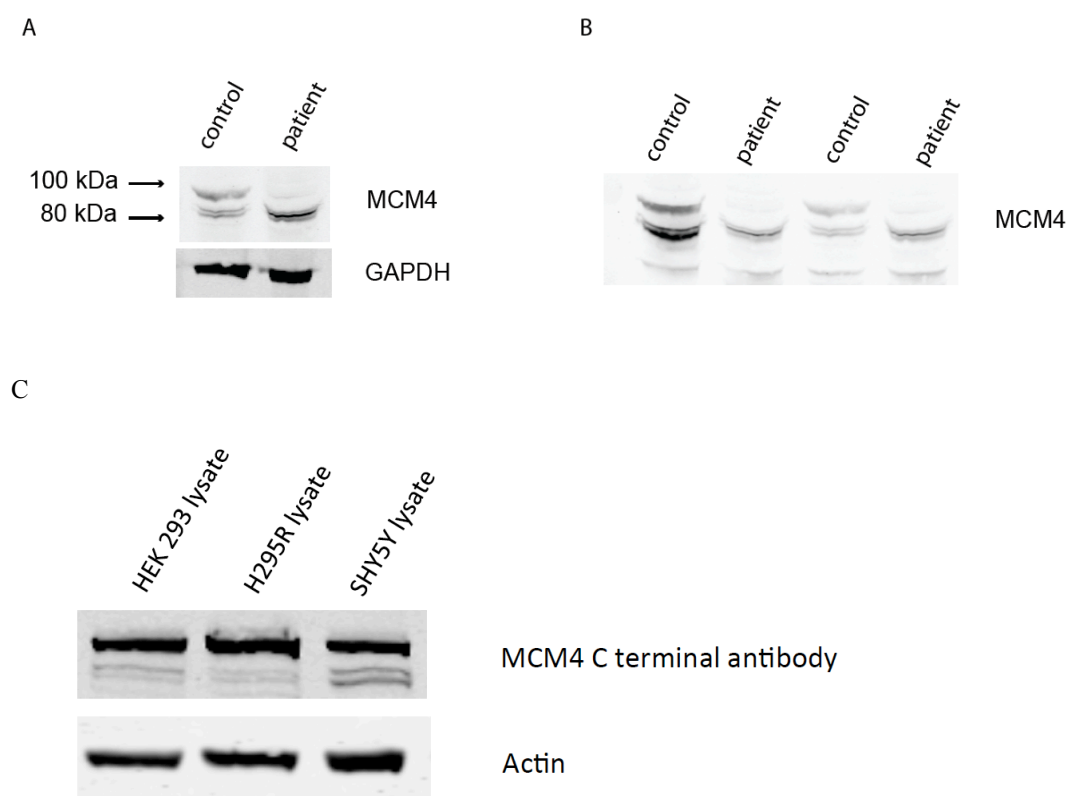 A
control patient
100 kDa
80 kDa
MCM4
GAPDH
B
control patient control patient
MCM4
C
HEK 293 lysate H295R lysate SHY5Y lysate
MCM4 C terminal antibody
Actin